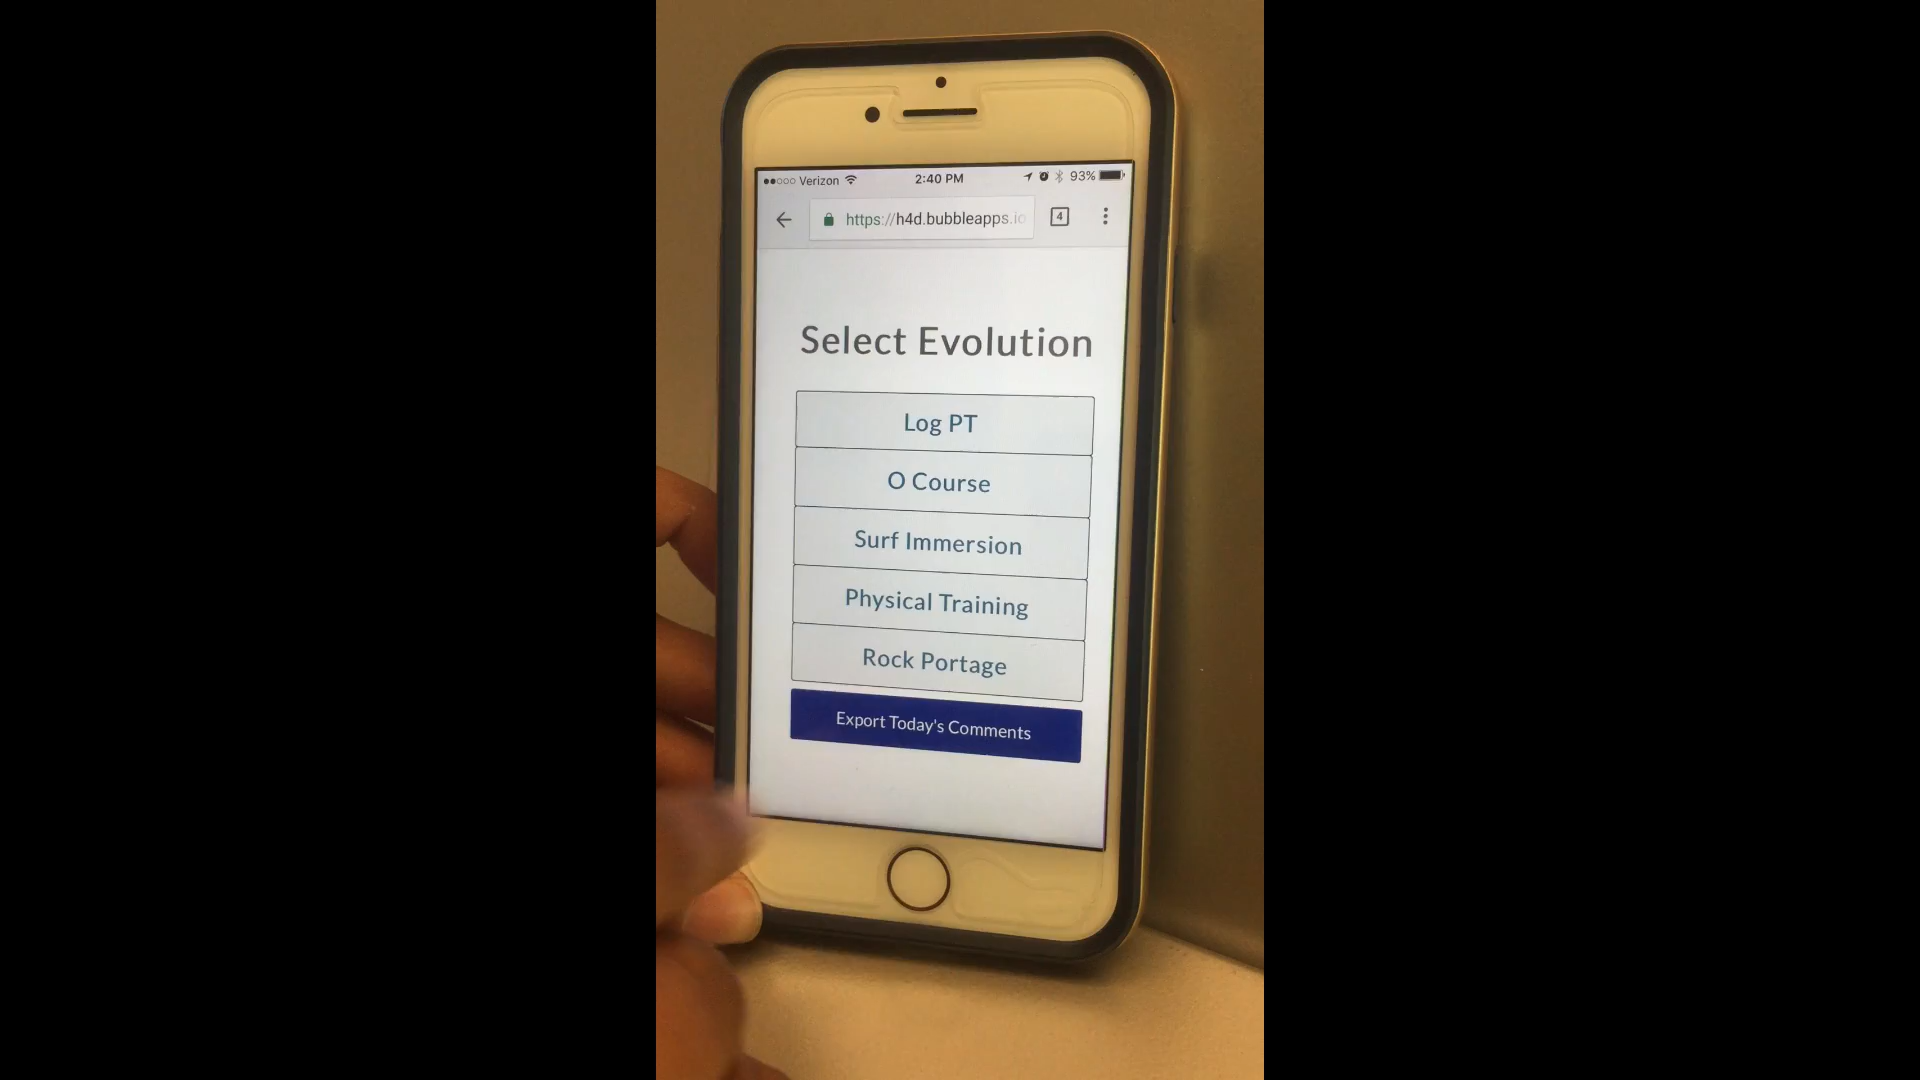 Verizon 2:40 PM 93%
https://h4d.bubbleapps.io 4
Select Evolution
Log PT
O Course
Surf Immersion
Physical Training
Rock Portage
Export Today's Comments